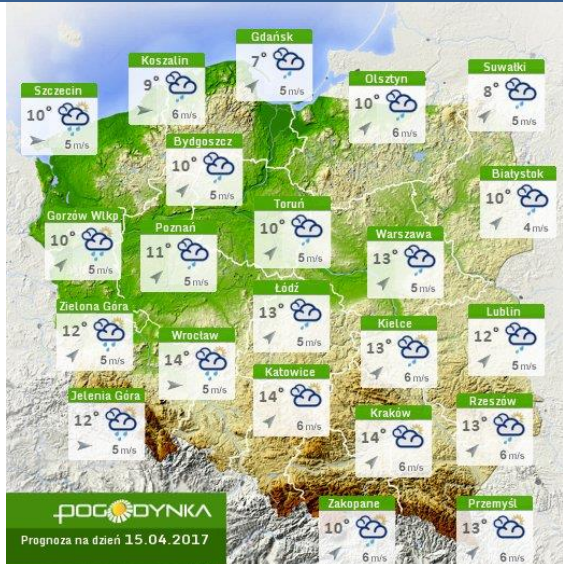 Gdańsk
7°
5 m/s
Koszalin
9°
6 m/s
Suwałki
8°
5 m/s
Olsztyn
10°
6 m/s
Szczecin
10°
5 m/s
Bydgoszcz
10°
5 m/s
Białystok
10°
4 m/s
Toruń
10°
5 m/s
Gorzów Wlkp
10°
5 m/s
Poznań
11°
5 m/s
Warszawa
13°
5 m/s
Łódź
13°
5 m/s
Zielona Góra
12°
5 m/s
Lublin
12°
5 m/s
Kielce
13°
6 m/s
Wrocław
14°
5 m/s
Katowice
14°
6 m/s
Jelenia Góra
12°
5 m/s
Rzeszów
13°
6 m/s
Kraków
14°
6 m/s
Zakopane
10°
6 m/s
Przemyśl
13°
6 m/s
POGODYNKA
Prognoza na dzień 15.04.2017